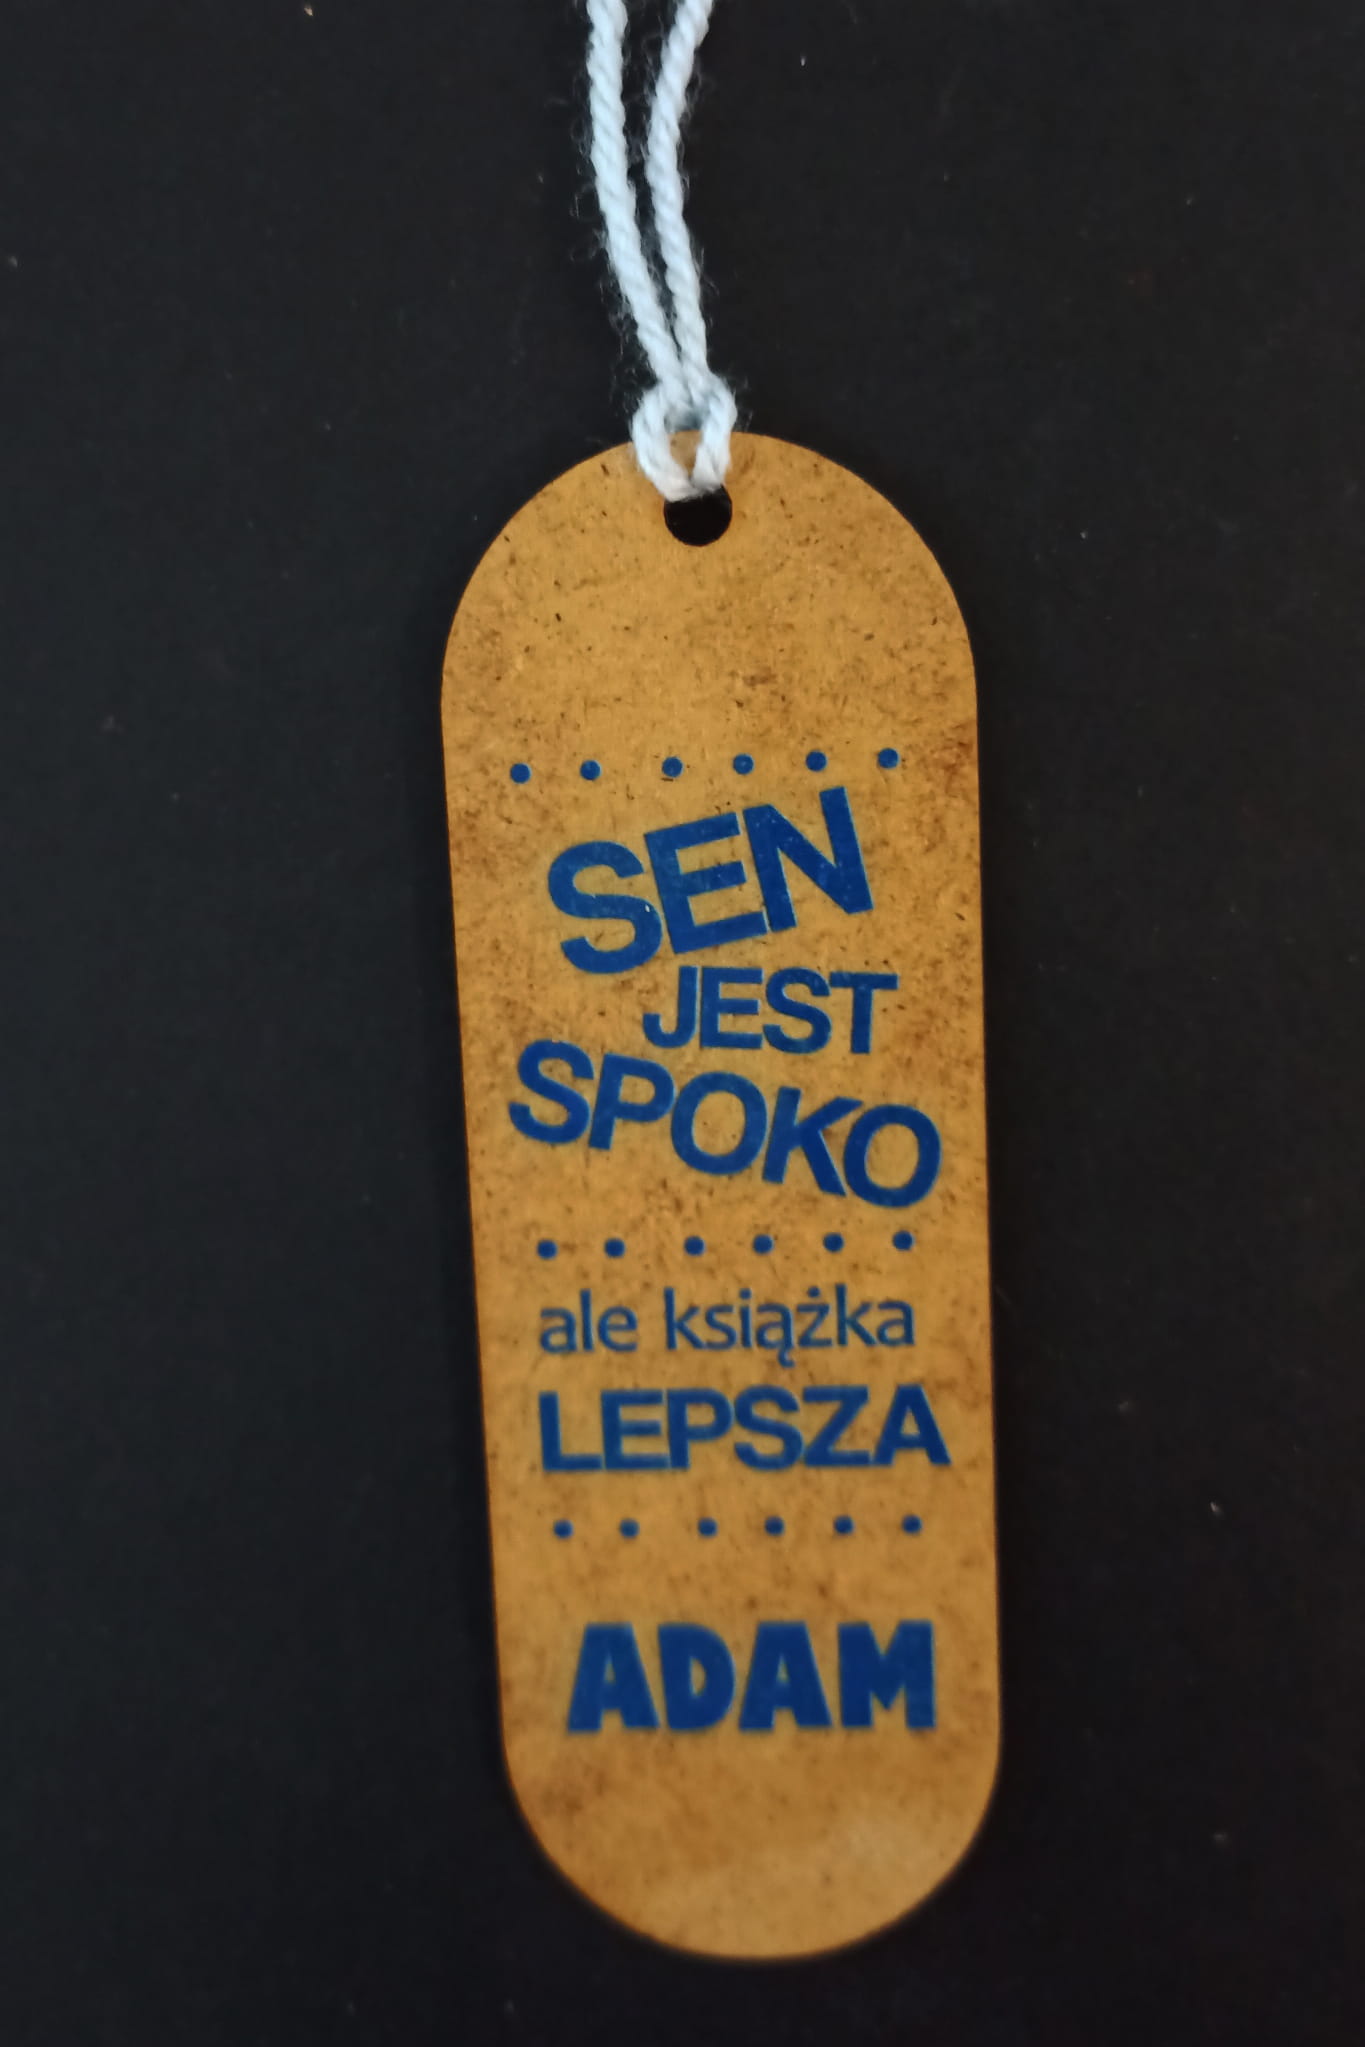 SEN
JEST
SPOKO
ale książka
LEPSZA
ADAM